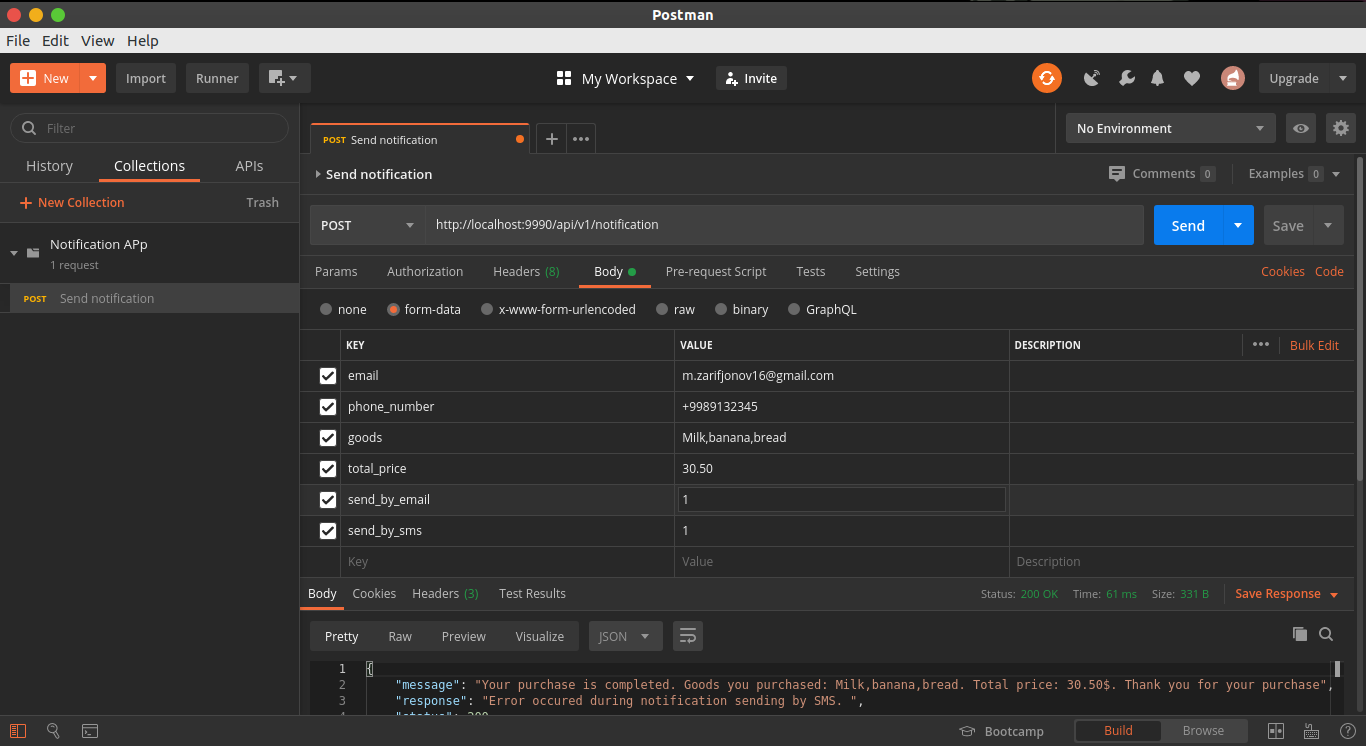 Postman
File Edit View Help
New Import Runner My Workspace Invite Upgrade
Filter
History Collections APIs
New Collection Trash
Notification APp
1 request
POST Send notification
POST Send notification No Environment
Send notification Comments 0 Examples 0
POST http://localhost:9990/api/v1/notification Send Save
Params Authorization Headers (8) Body Pre-request Script Tests Settings Cookies Code
none form-data x-www-form-urlencoded raw binary GraphQL
KEY VALUE DESCRIPTION Bulk Edit
email m.zarifjonov16@gmail.com
phone_number +9989132345
goods Milk,banana,bread
total_price 30.50
send_by_email 1
send_by_sms 1
Key Value Description
Body Cookies Headers (3) Test Results Status: 200 OK Time: 61 ms Size: 331 B Save Response
Pretty Raw Preview Visualize JSON
1 {
2 "message": "Your purchase is completed. Goods you purchased: Milk,banana,bread. Total price: 30.50$. Thank you for your purchase",
3 "response": "Error occured during notification sending by SMS. ",
Bootcamp Build Browse